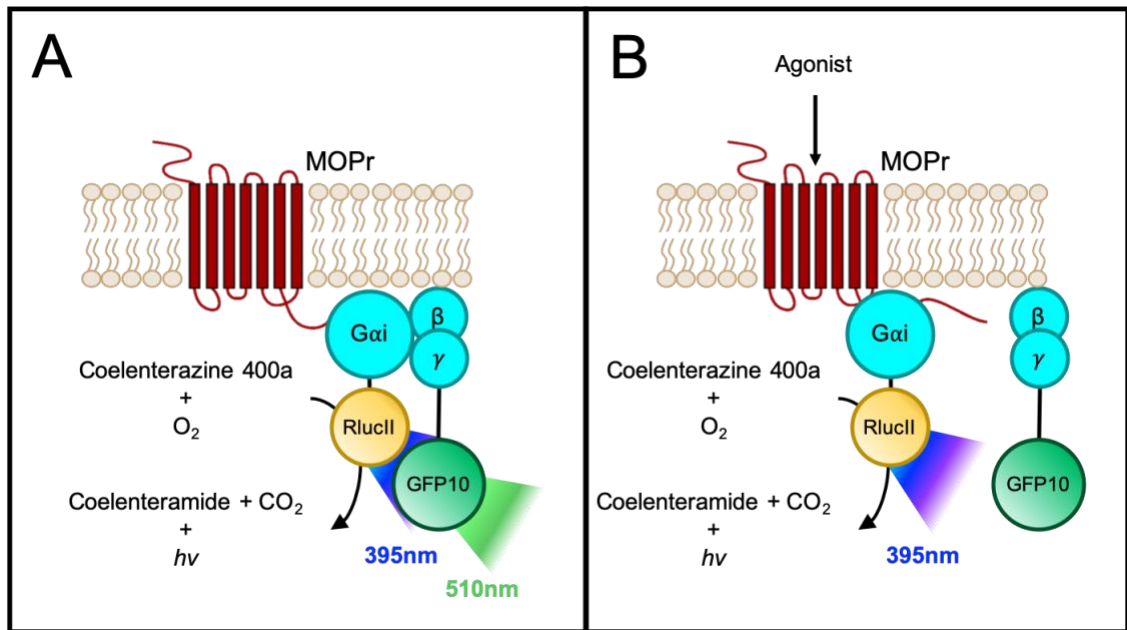 A
MOPr
Gαi
β
γ
Coelenterazine 400a
+
O₂
RlucII
GFP10
Coelenteramide + CO₂
+
hv
395nm
510nm
B
Agonist
MOPr
Gαi
β
γ
Coelenterazine 400a
+
O₂
RlucII
GFP10
Coelenteramide + CO₂
+
hv
395nm